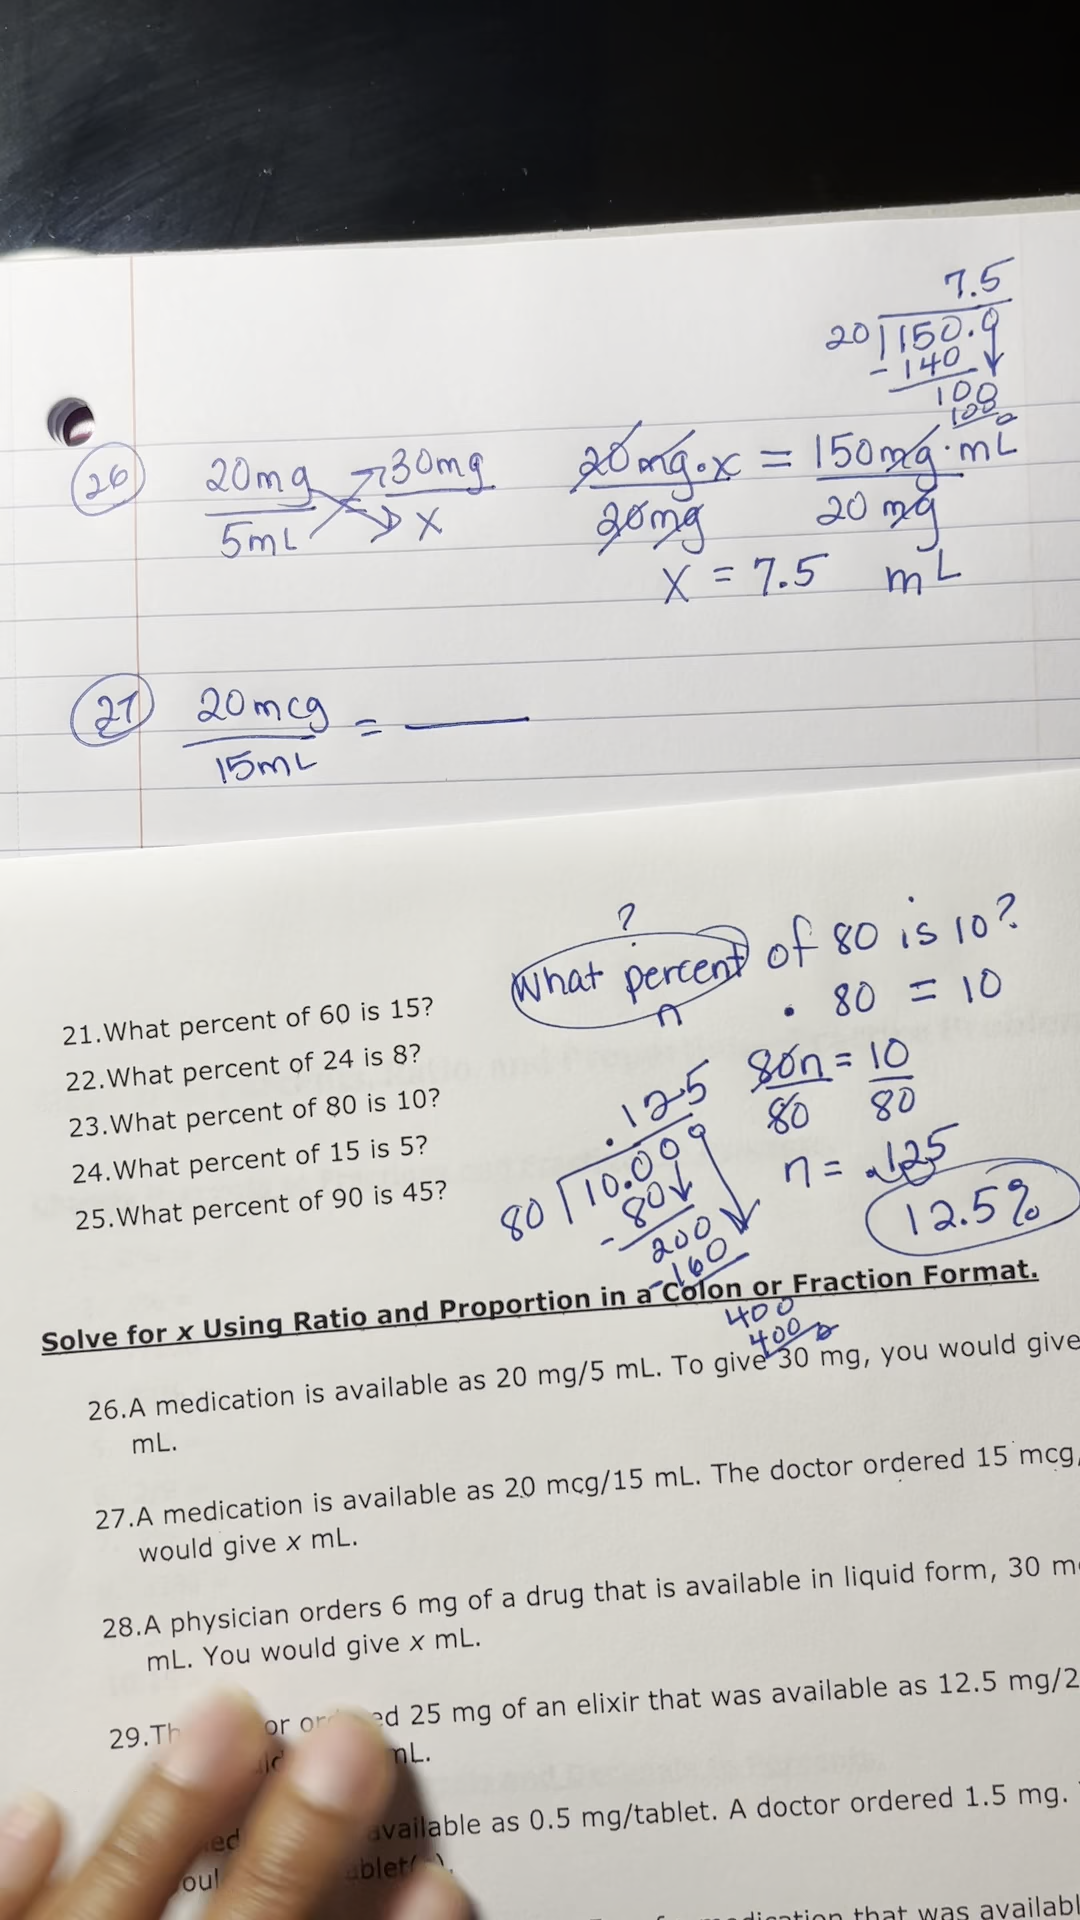 7.5
20 150.0
- 140
100
100
0
26 20mg = 30mg 20mg·x = 150mg·mL
5mL x 20mg 20 mg
x = 7.5 mL
27 20mcg =
15mL
?
What percent of 80 is 10?
n · 80 = 10
21.What percent of 60 is 15?
22.What percent of 24 is 8?
23.What percent of 80 is 10?
24.What percent of 15 is 5?
25.What percent of 90 is 45?
80n = 10
80 80
n = .125
12.5%
.125
80 10.000
- 80
200
-160
400
400
0
Solve for x Using Ratio and Proportion in a Colon or Fraction Format.
26.A medication is available as 20 mg/5 mL. To give 30 mg, you would give
mL.
27.A medication is available as 20 mcg/15 mL. The doctor ordered 15 mcg,
would give x mL.
28.A physician orders 6 mg of a drug that is available in liquid form, 30
mL. You would give x mL.
29. 25 mg of an elixir that was available as 12.5 mg/2
mL.
available as 0.5 mg/tablet. A doctor ordered 1.5 mg.
that was